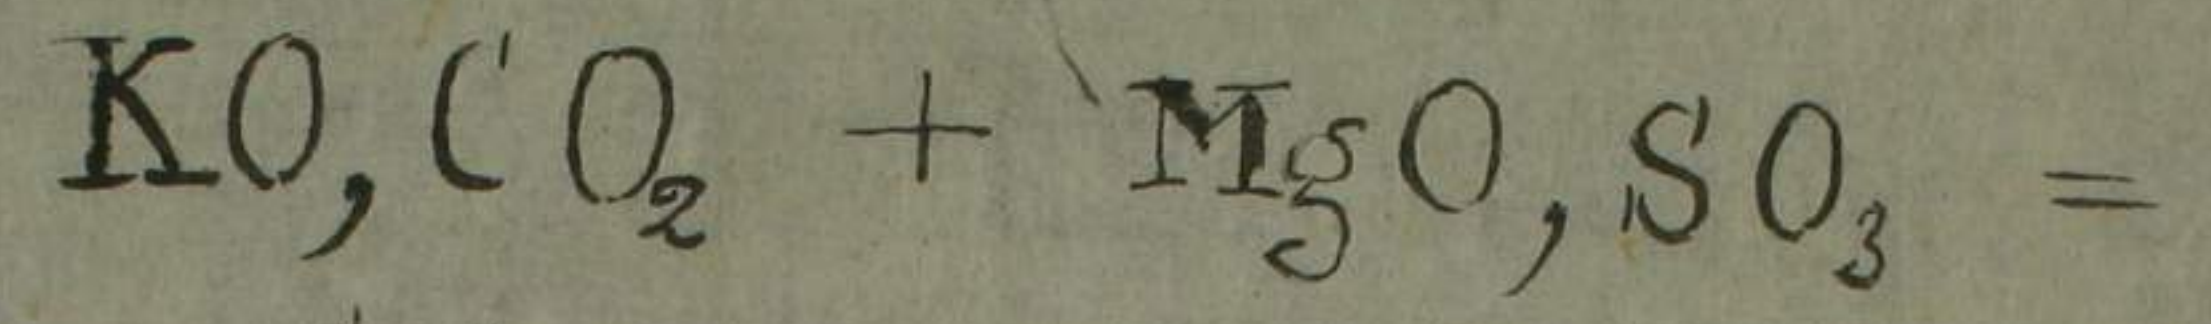 KO, CO₂ + MgO, SO₃ =